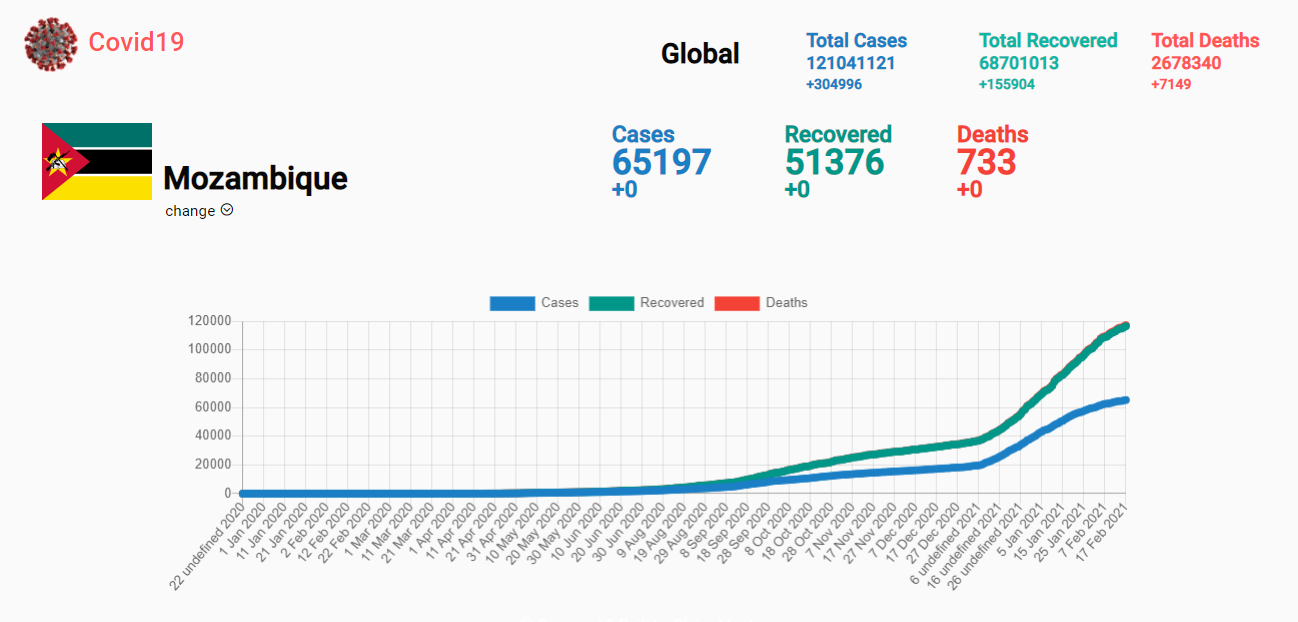 Covid19
Global
Total Cases
121041121
+304996
Total Recovered
68701013
+155904
Total Deaths
2678340
+7149
Mozambique
change
Cases
65197
+0
Recovered
51376
+0
Deaths
733
+0
Cases Recovered Deaths
120000
100000
80000
60000
40000
20000
0
22 undefined 2020
1 Jan 2020
11 Jan 2020
21 Jan 2020
2 Feb 2020
12 Feb 2020
22 Feb 2020
1 Mar 2020
11 Mar 2020
21 Mar 2020
1 Apr 2020
11 Apr 2020
21 Apr 2020
31 Apr 2020
10 May 2020
20 May 2020
30 May 2020
10 Jun 2020
20 Jun 2020
30 Jun 2020
9 Aug 2020
19 Aug 2020
29 Aug 2020
8 Sep 2020
18 Sep 2020
28 Sep 2020
8 Oct 2020
18 Oct 2020
28 Oct 2020
7 Nov 2020
17 Nov 2020
27 Nov 2020
7 Dec 2020
17 Dec 2020
27 Dec 2020
6 undefined 2021
16 undefined 2021
26 undefined 2021
5 Jan 2021
15 Jan 2021
25 Jan 2021
7 Feb 2021
17 Feb 2021